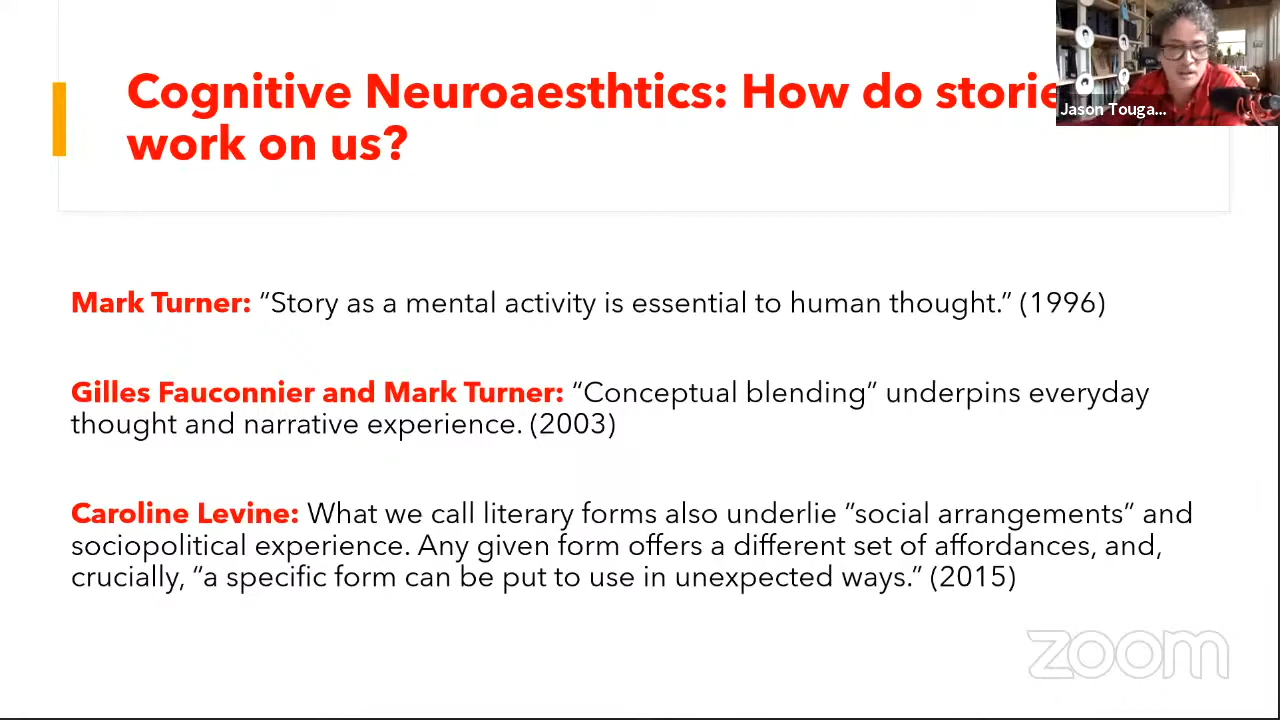 Cognitive Neuroaesthtics: How do storie
work on us?
Jason Touga...
Mark Turner: “Story as a mental activity is essential to human thought.” (1996)
Gilles Fauconnier and Mark Turner: “Conceptual blending” underpins everyday
thought and narrative experience. (2003)
Caroline Levine: What we call literary forms also underlie “social arrangements” and
sociopolitical experience. Any given form offers a different set of affordances, and,
crucially, “a specific form can be put to use in unexpected ways.” (2015)
zoom